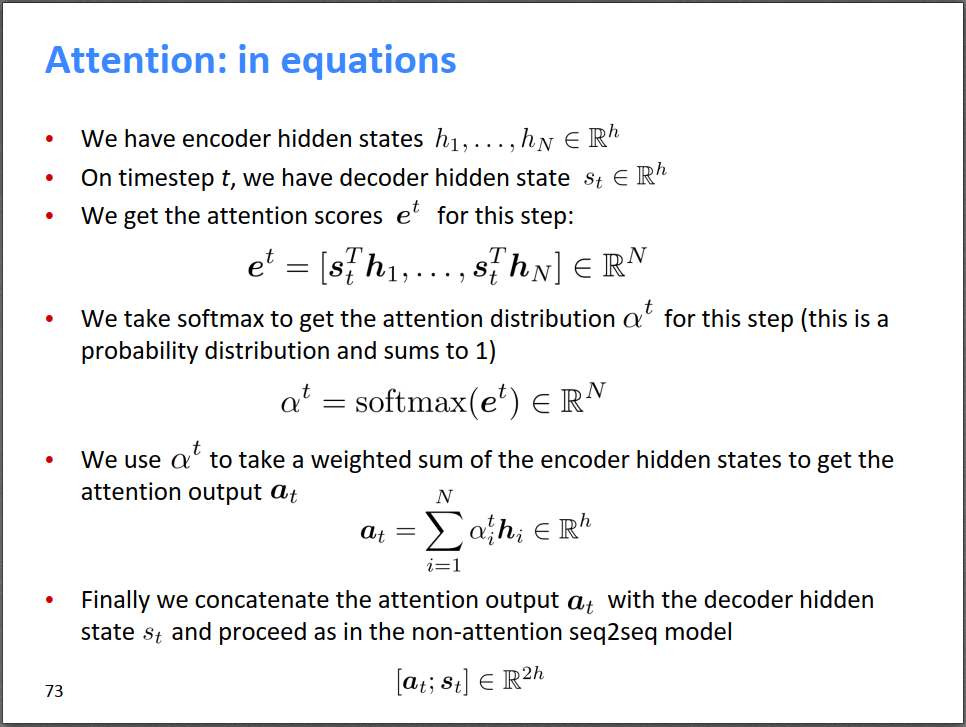 Attention: in equations
• We have encoder hidden states $h_1, \ldots, h_N \in \mathbb{R}^h$
• On timestep t, we have decoder hidden state $s_t \in \mathbb{R}^h$
• We get the attention scores $\boldsymbol{e}^t$ for this step:
$\boldsymbol{e}^t = [\boldsymbol{s}_t^T \boldsymbol{h}_1, \ldots, \boldsymbol{s}_t^T \boldsymbol{h}_N] \in \mathbb{R}^N$
• We take softmax to get the attention distribution $\alpha^t$ for this step (this is a
probability distribution and sums to 1)
$\alpha^t = \text{softmax}(\boldsymbol{e}^t) \in \mathbb{R}^N$
• We use $\alpha^t$ to take a weighted sum of the encoder hidden states to get the
attention output $\boldsymbol{a}_t$
$\boldsymbol{a}_t = \sum_{i=1}^{N} \alpha_i^t \boldsymbol{h}_i \in \mathbb{R}^h$
• Finally we concatenate the attention output $\boldsymbol{a}_t$ with the decoder hidden
state $s_t$ and proceed as in the non-attention seq2seq model
$[\boldsymbol{a}_t; \boldsymbol{s}_t] \in \mathbb{R}^{2h}$
73